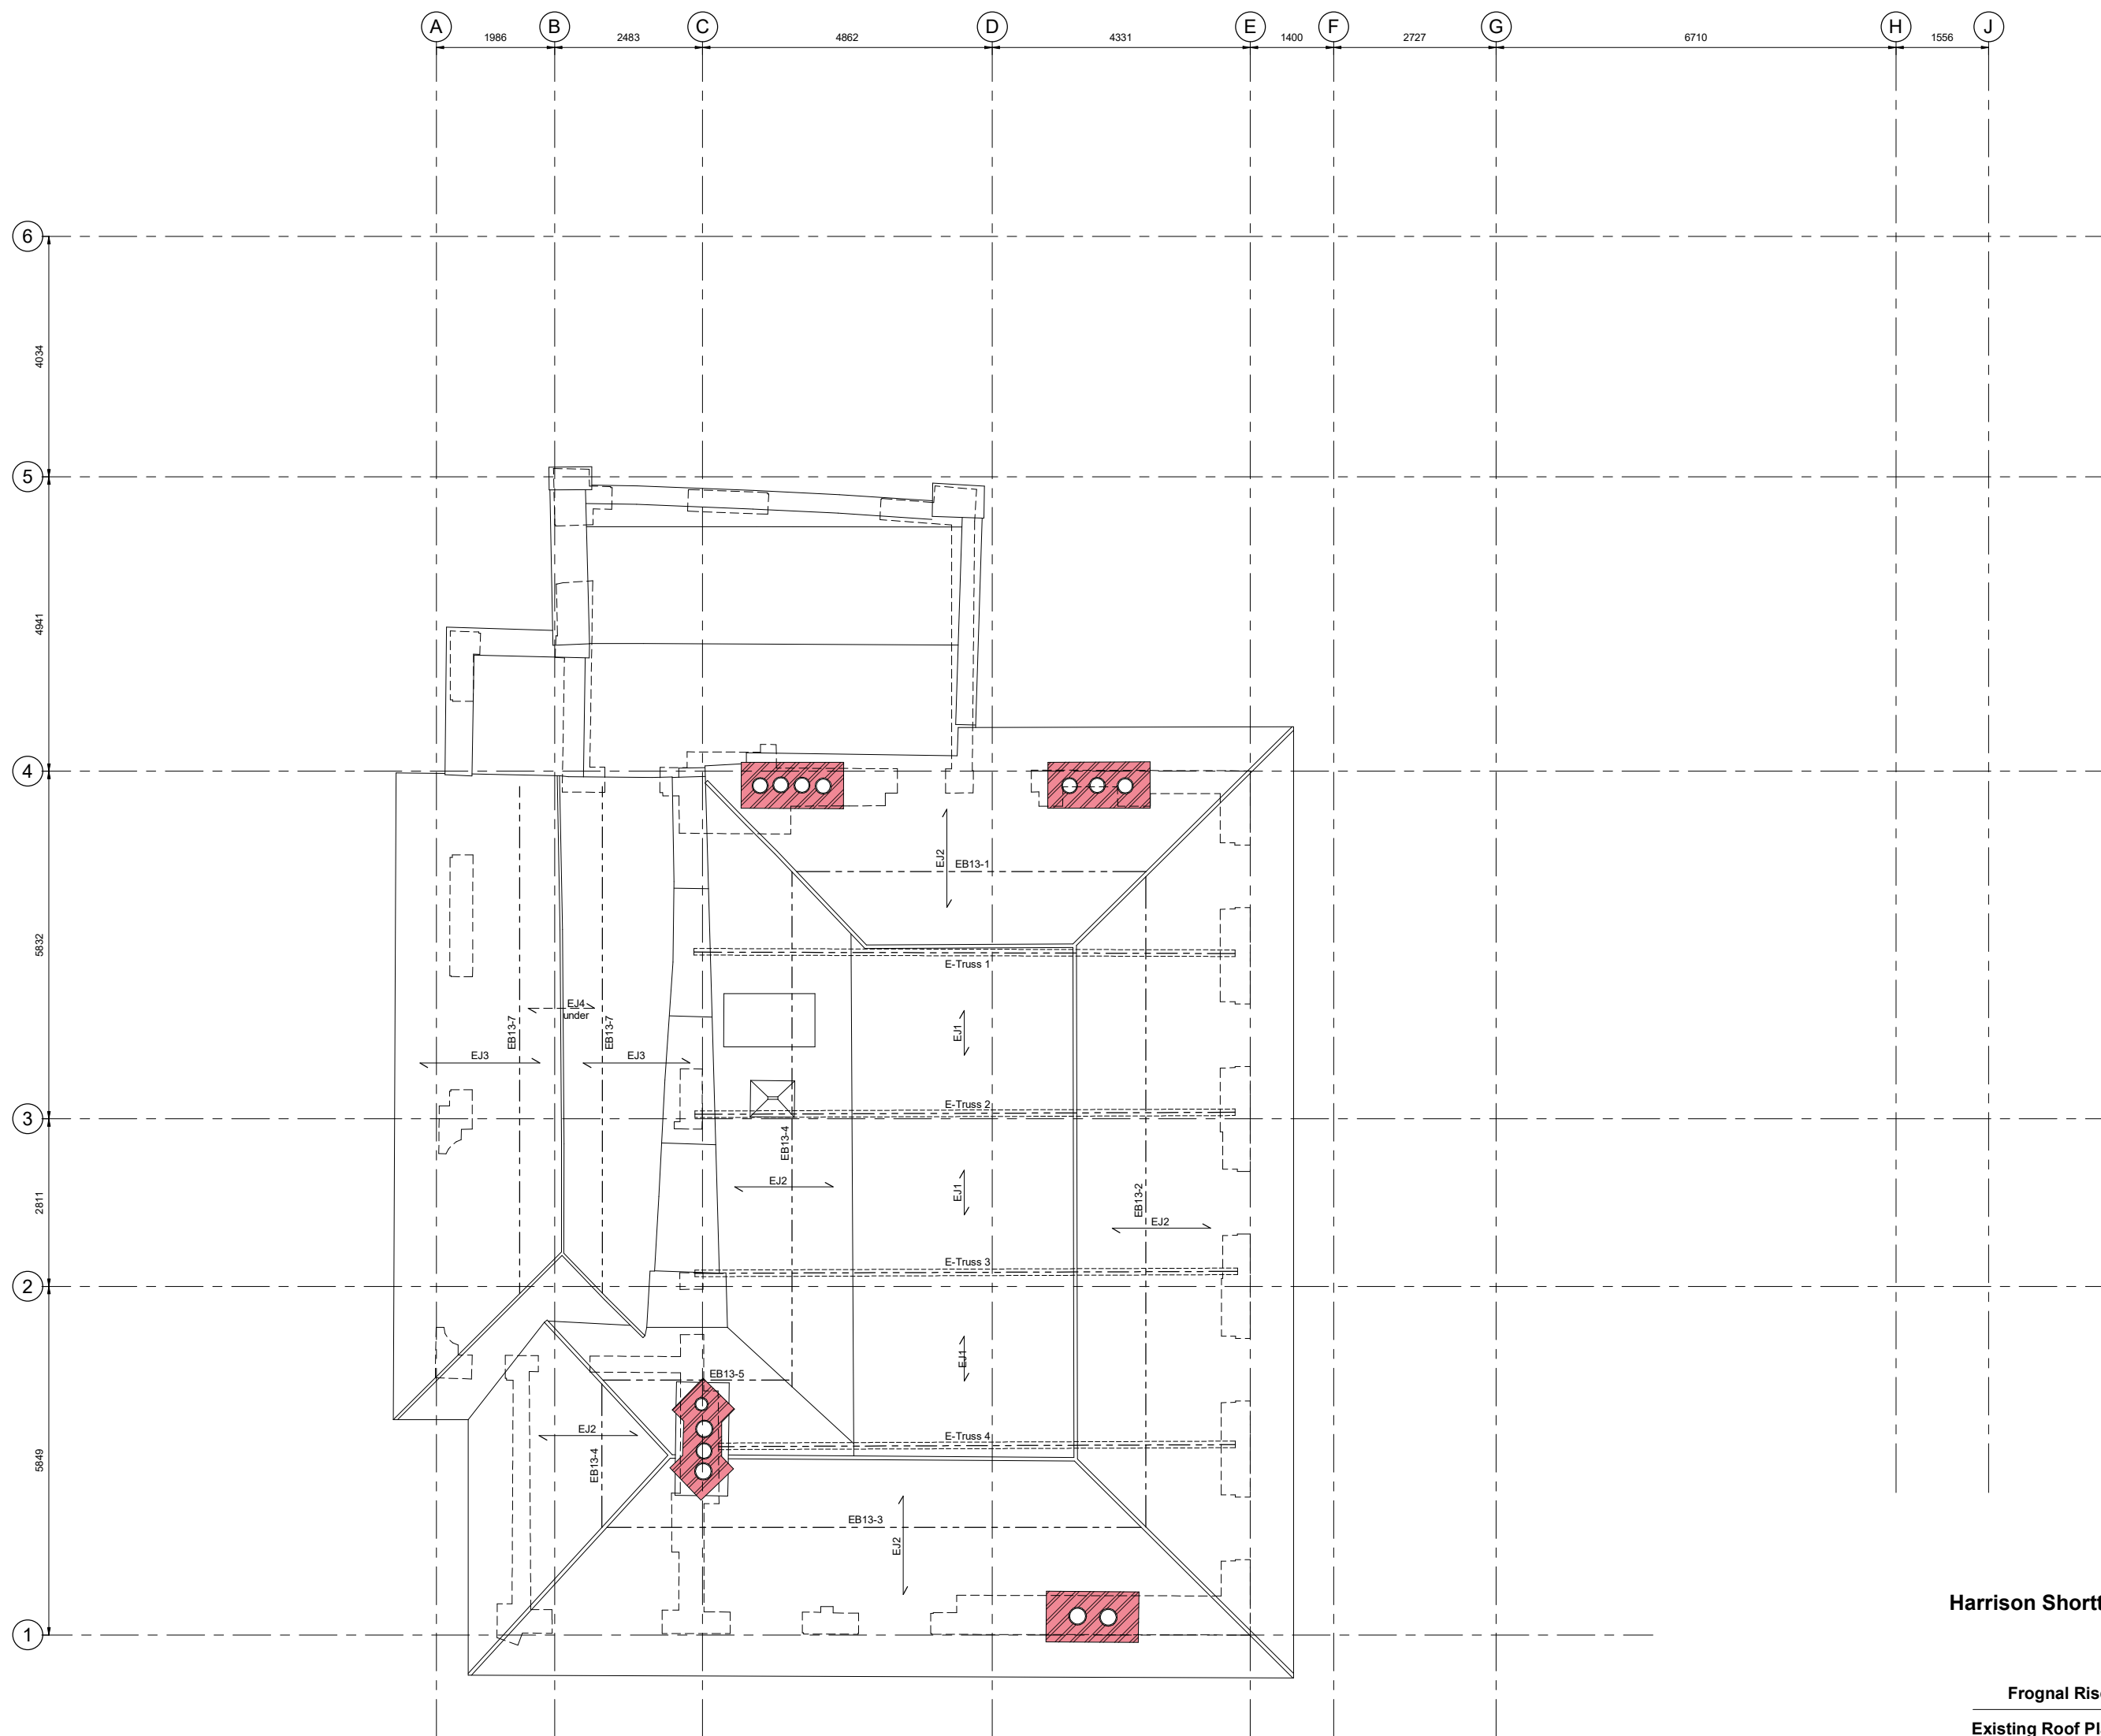 A B C D E F G H J
1986 2483 4862 4331 1400 2727 6710 1556
6
4034
5
4941
4
EJ2
EB13-1
5832
E-Truss 1
EJ4
under
EB13-7
EB13-7
EJ1
EJ3
EJ3
E-Truss 2
3
EB13-4
EJ2
EJ1
EB13-2
2811
EJ2
E-Truss 3
2
EJ1
EB13-5
EJ2
E-Truss 4
EB13-4
5849
EB13-3
EJ2
Harrison Shortt
1
Frognal Rise
Existing Roof Pl